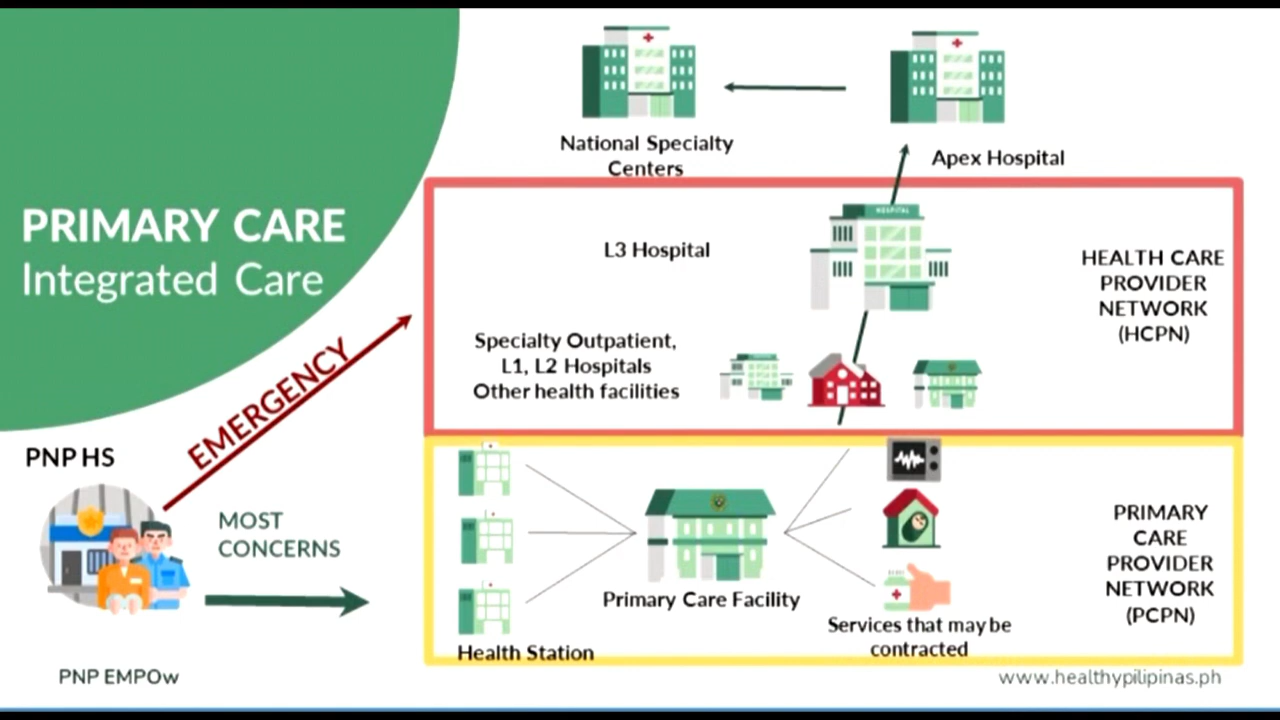 PRIMARY CARE
Integrated Care
National Specialty
Centers
Apex Hospital
HOSPITAL
L3 Hospital
HEALTH CARE
PROVIDER
NETWORK
(HCPN)
Specialty Outpatient,
L1, L2 Hospitals
Other health facilities
EMERGENCY
PNP HS
MOST
CONCERNS
PNP EMPOw
Health Station
Primary Care Facility
Services that may be
contracted
PRIMARY
CARE
PROVIDER
NETWORK
(PCPN)
www.healthypilipinas.ph